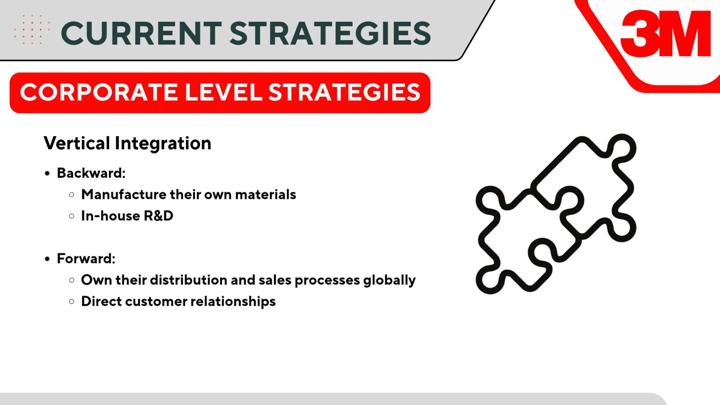 CURRENT STRATEGIES
3M
CORPORATE LEVEL STRATEGIES
Vertical Integration
• Backward:
○ Manufacture their own materials
○ In-house R&D
• Forward:
○ Own their distribution and sales processes globally
○ Direct customer relationships